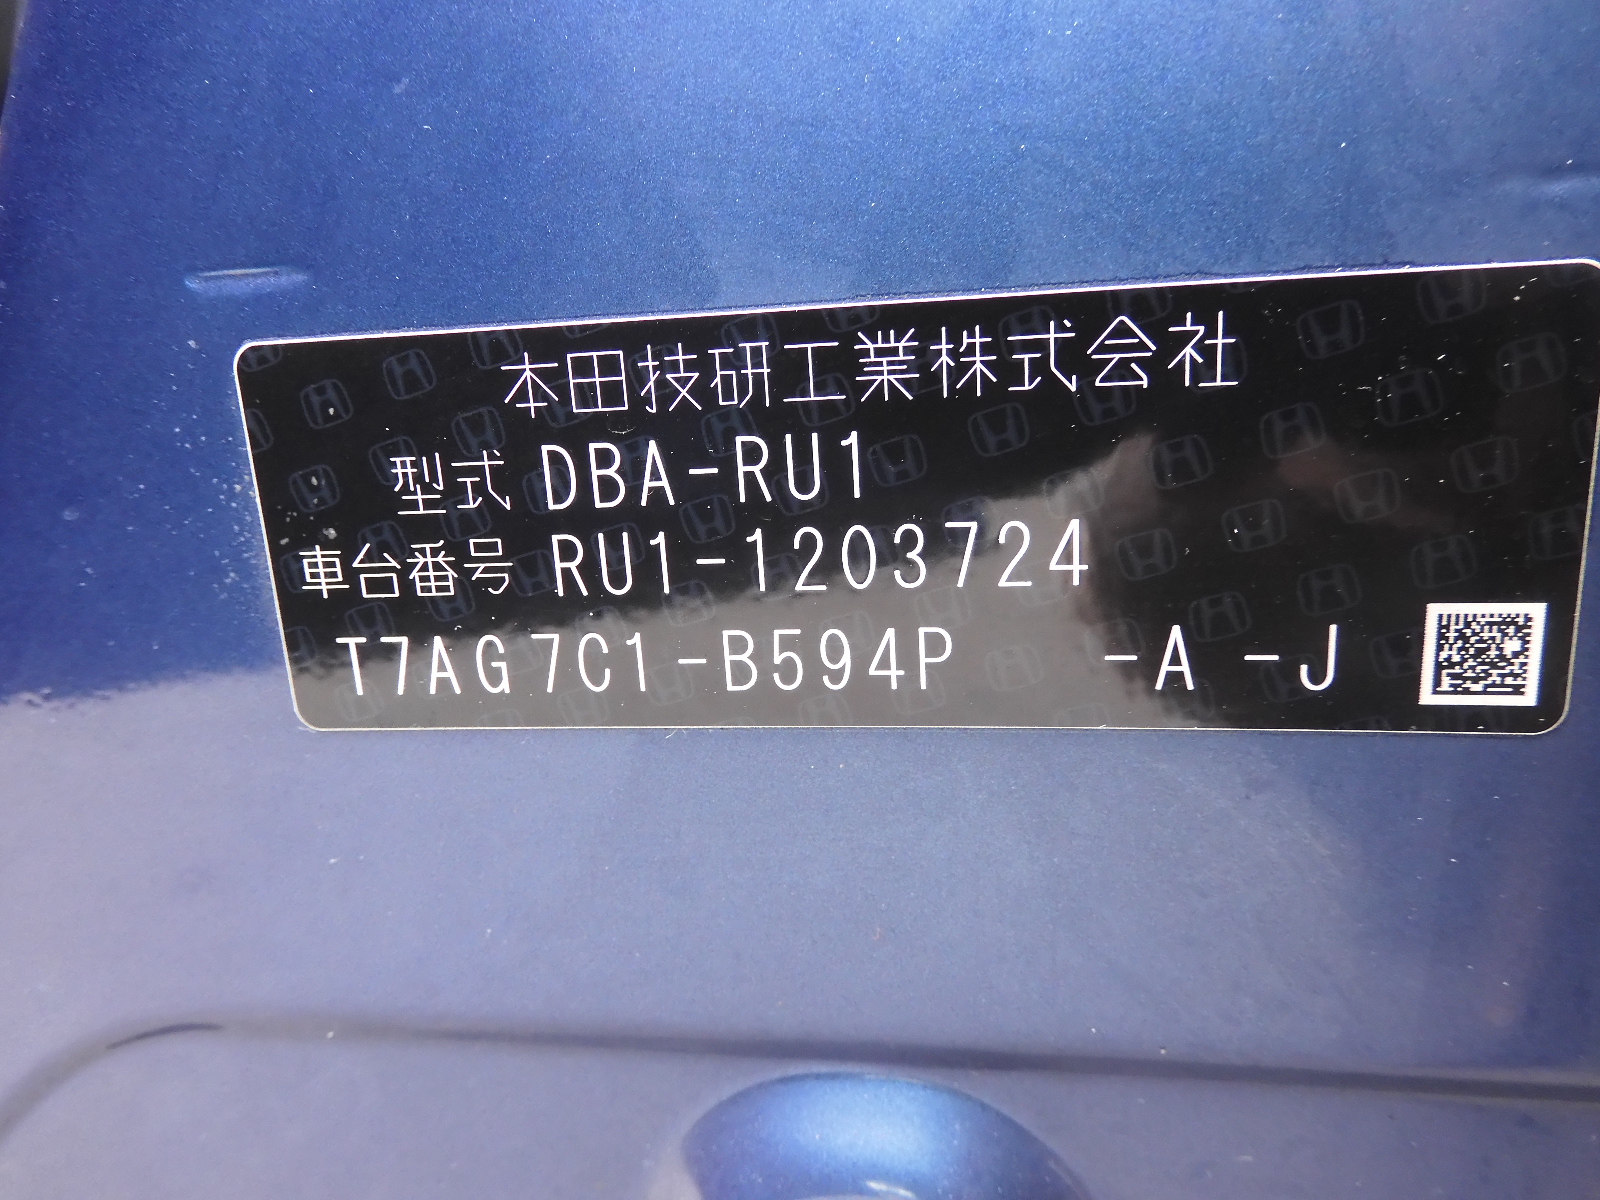 本田技研工業株式会社
型式 DBA-RU1
車台番号 RU1-1203724
T7AG7C1-B594P -A -J